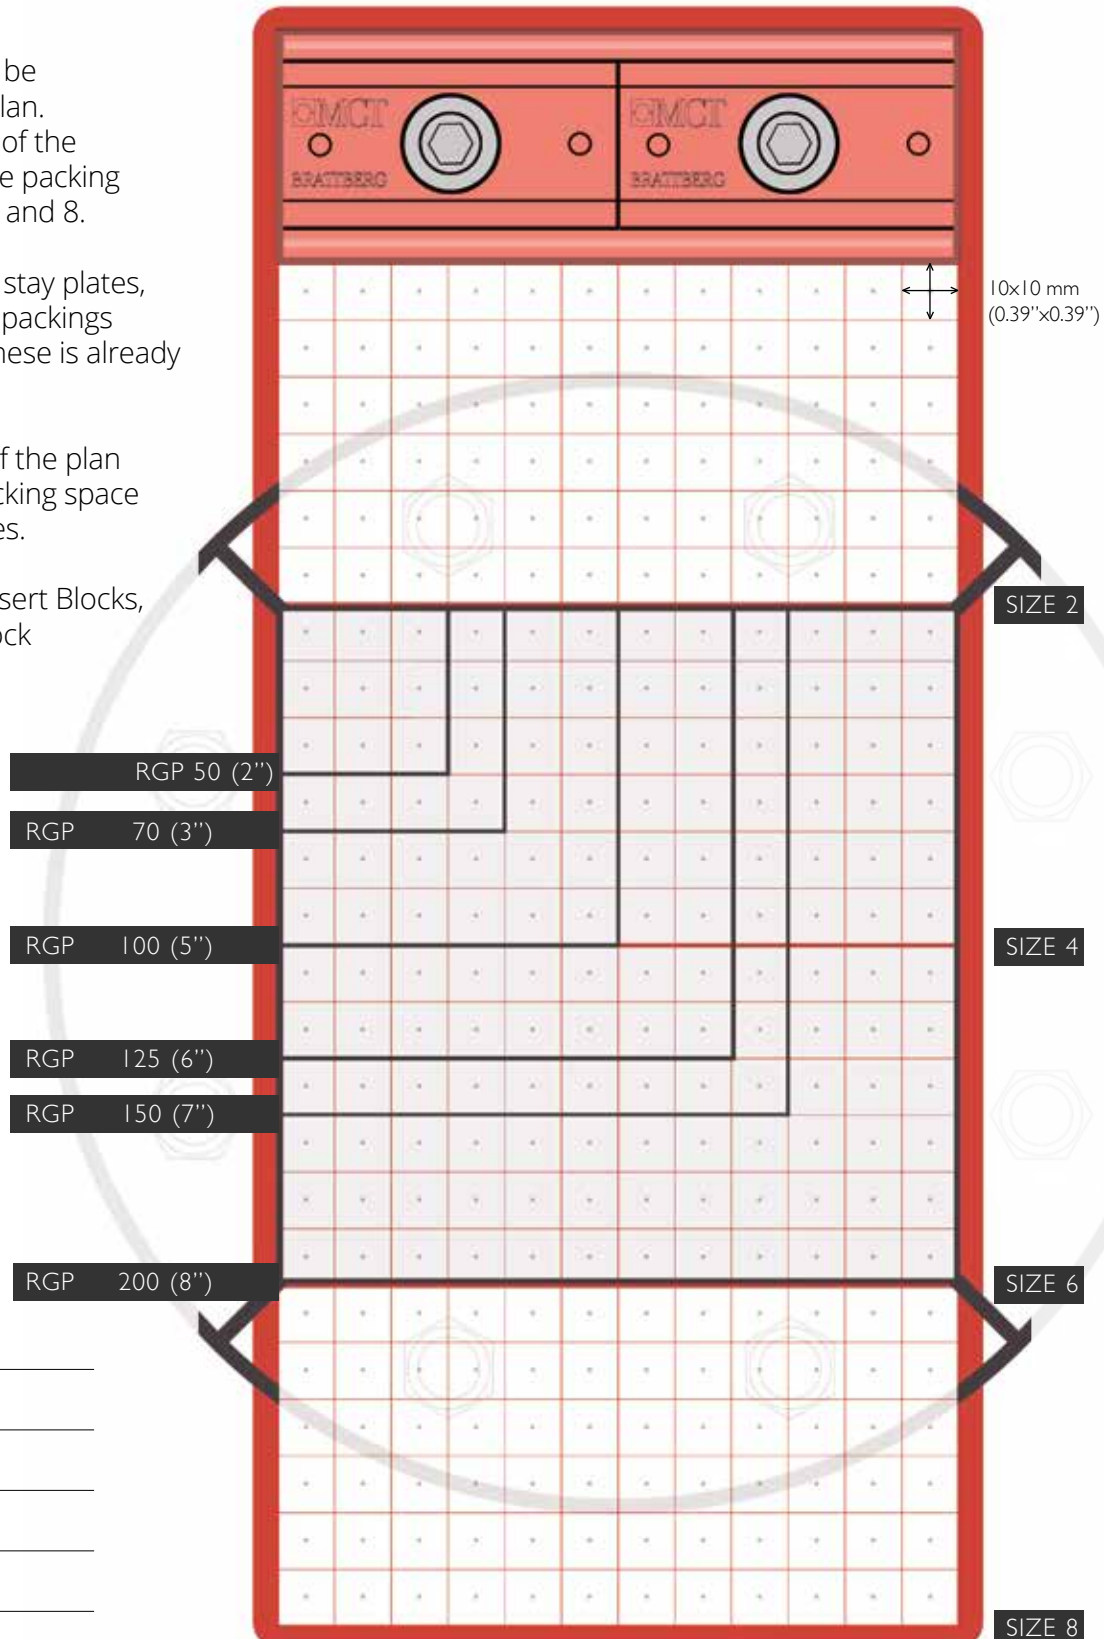 be
lan.
of the
e packing
and 8.
stay plates,
packings
hese is already
f the plan
cking space
es.
sert Blocks,
ock
MCT
BRATTBERG
MCT
BRATTBERG
10x10 mm
(0.39"x0.39")
SIZE 2
RGP 50 (2")
RGP 70 (3")
RGP 100 (5")
SIZE 4
RGP 125 (6")
RGP 150 (7")
RGP 200 (8")
SIZE 6
SIZE 8